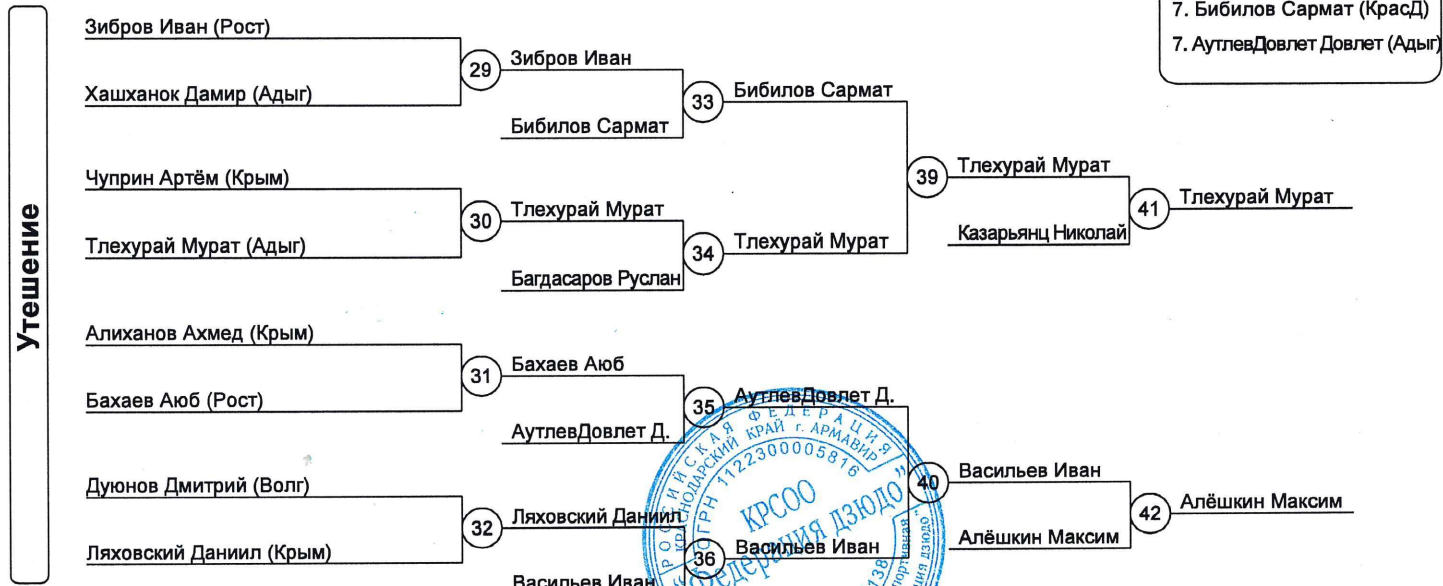 7. Бибилов Сармат (КрасД)
7. АутлевДовлет Довлет (Адыг)
Утешение
Зибров Иван (Рост)
29
Зибров Иван
Хашханок Дамир (Адыг)
33
Бибилов Сармат
Бибилов Сармат
39
Тлехурай Мурат
Чуприн Артём (Крым)
30
Тлехурай Мурат
Тлехурай Мурат (Адыг)
34
Тлехурай Мурат
Багдасаров Руслан
41
Тлехурай Мурат
Казарьянц Николай
Алиханов Ахмед (Крым)
31
Бахаев Аюб
Бахаев Аюб (Рост)
35
АутлевДовлет Д.
АутлевДовлет Д.
40
Васильев Иван
Дуюнов Дмитрий (Волг)
32
Ляховский Даниил
Ляховский Даниил (Крым)
36
Васильев Иван
Васильев Иван
42
Алёшкин Максим
Алёшкин Максим
РОССИЙСКАЯ ФЕДЕРАЦИЯ
КРАСНОДАРСКИЙ КРАЙ г. АРМАВИР
ОГРН 1122300005816
КРСОО
"Федерация дзюдо"